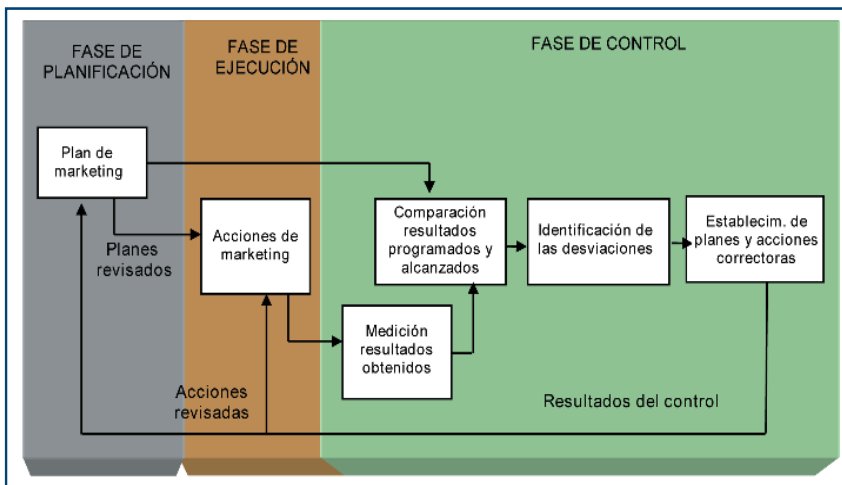 FASE DE
PLANIFICACIÓN
FASE DE
EJECUCIÓN
FASE DE CONTROL
Plan de
marketing
Planes
revisados
Acciones de
marketing
Comparación
resultados
programados y
alcanzados
Identificación de
las desviaciones
Establecim. de
planes y acciones
correctoras
Medición
resultados
obtenidos
Acciones
revisadas
Resultados del control